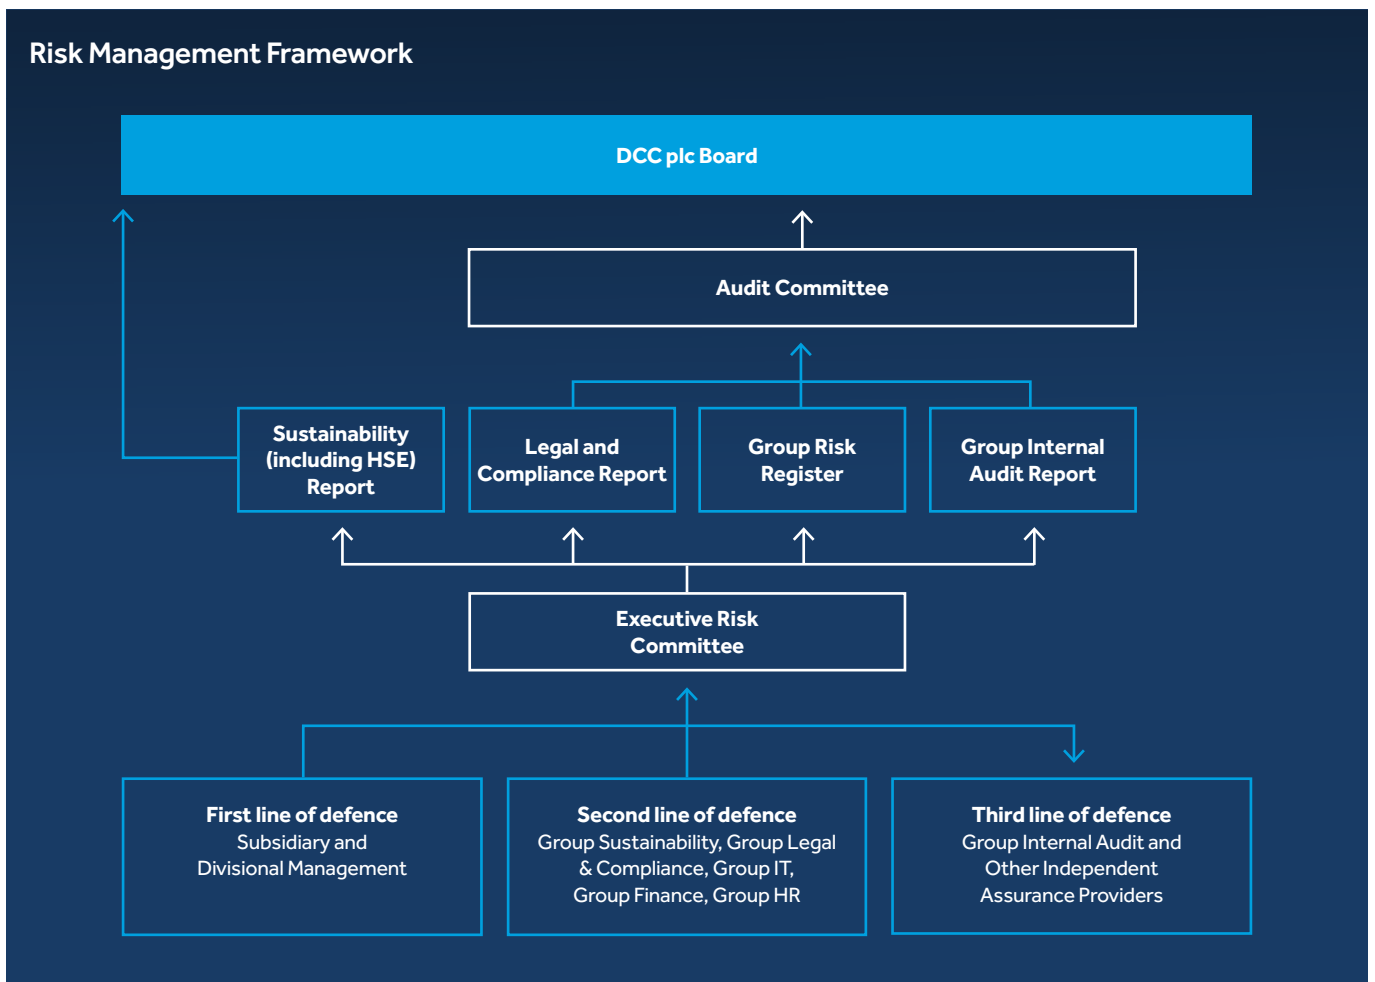 Risk Management Framework
DCC plc Board
Audit Committee
Sustainability
(including HSE)
Report
Legal and
Compliance Report
Group Risk
Register
Group Internal
Audit Report
Executive Risk
Committee
First line of defence
Subsidiary and
Divisional Management
Second line of defence
Group Sustainability, Group Legal
& Compliance, Group IT,
Group Finance, Group HR
Third line of defence
Group Internal Audit and
Other Independent
Assurance Providers